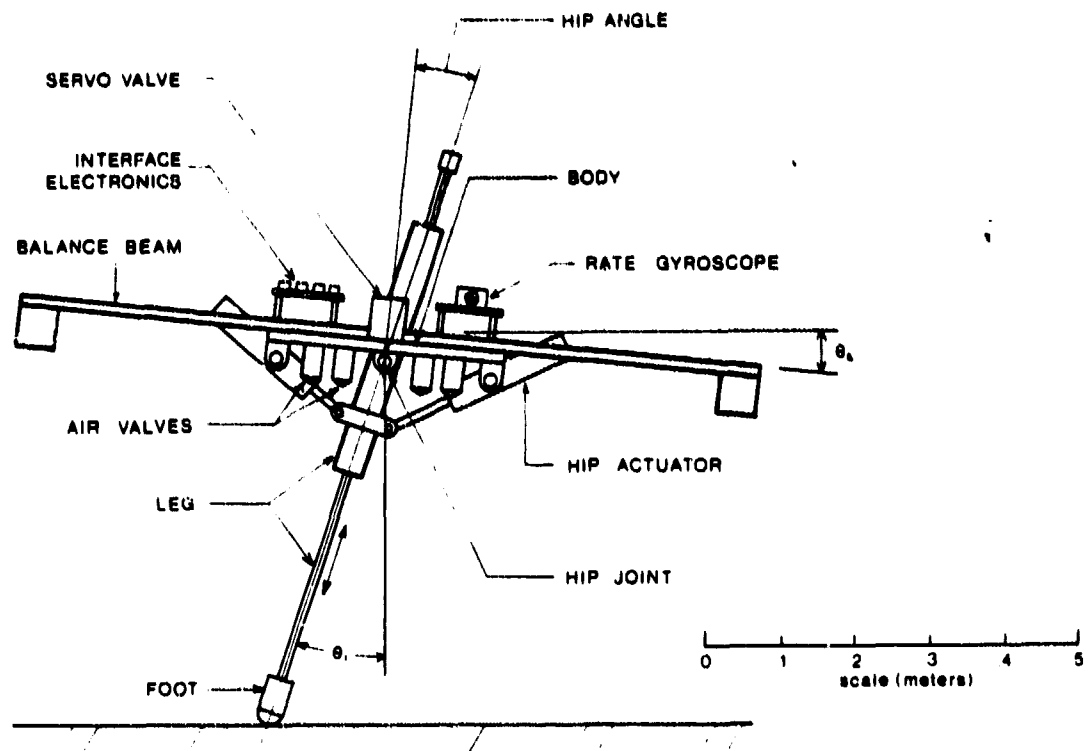 HIP ANGLE
SERVO VALVE
INTERFACE
ELECTRONICS
BODY
BALANCE BEAM
RATE GYROSCOPE
θ
AIR VALVES
HIP ACTUATOR
LEG
HIP JOINT
θ
FOOT
0 1 2 3 4 5
scale (meters)